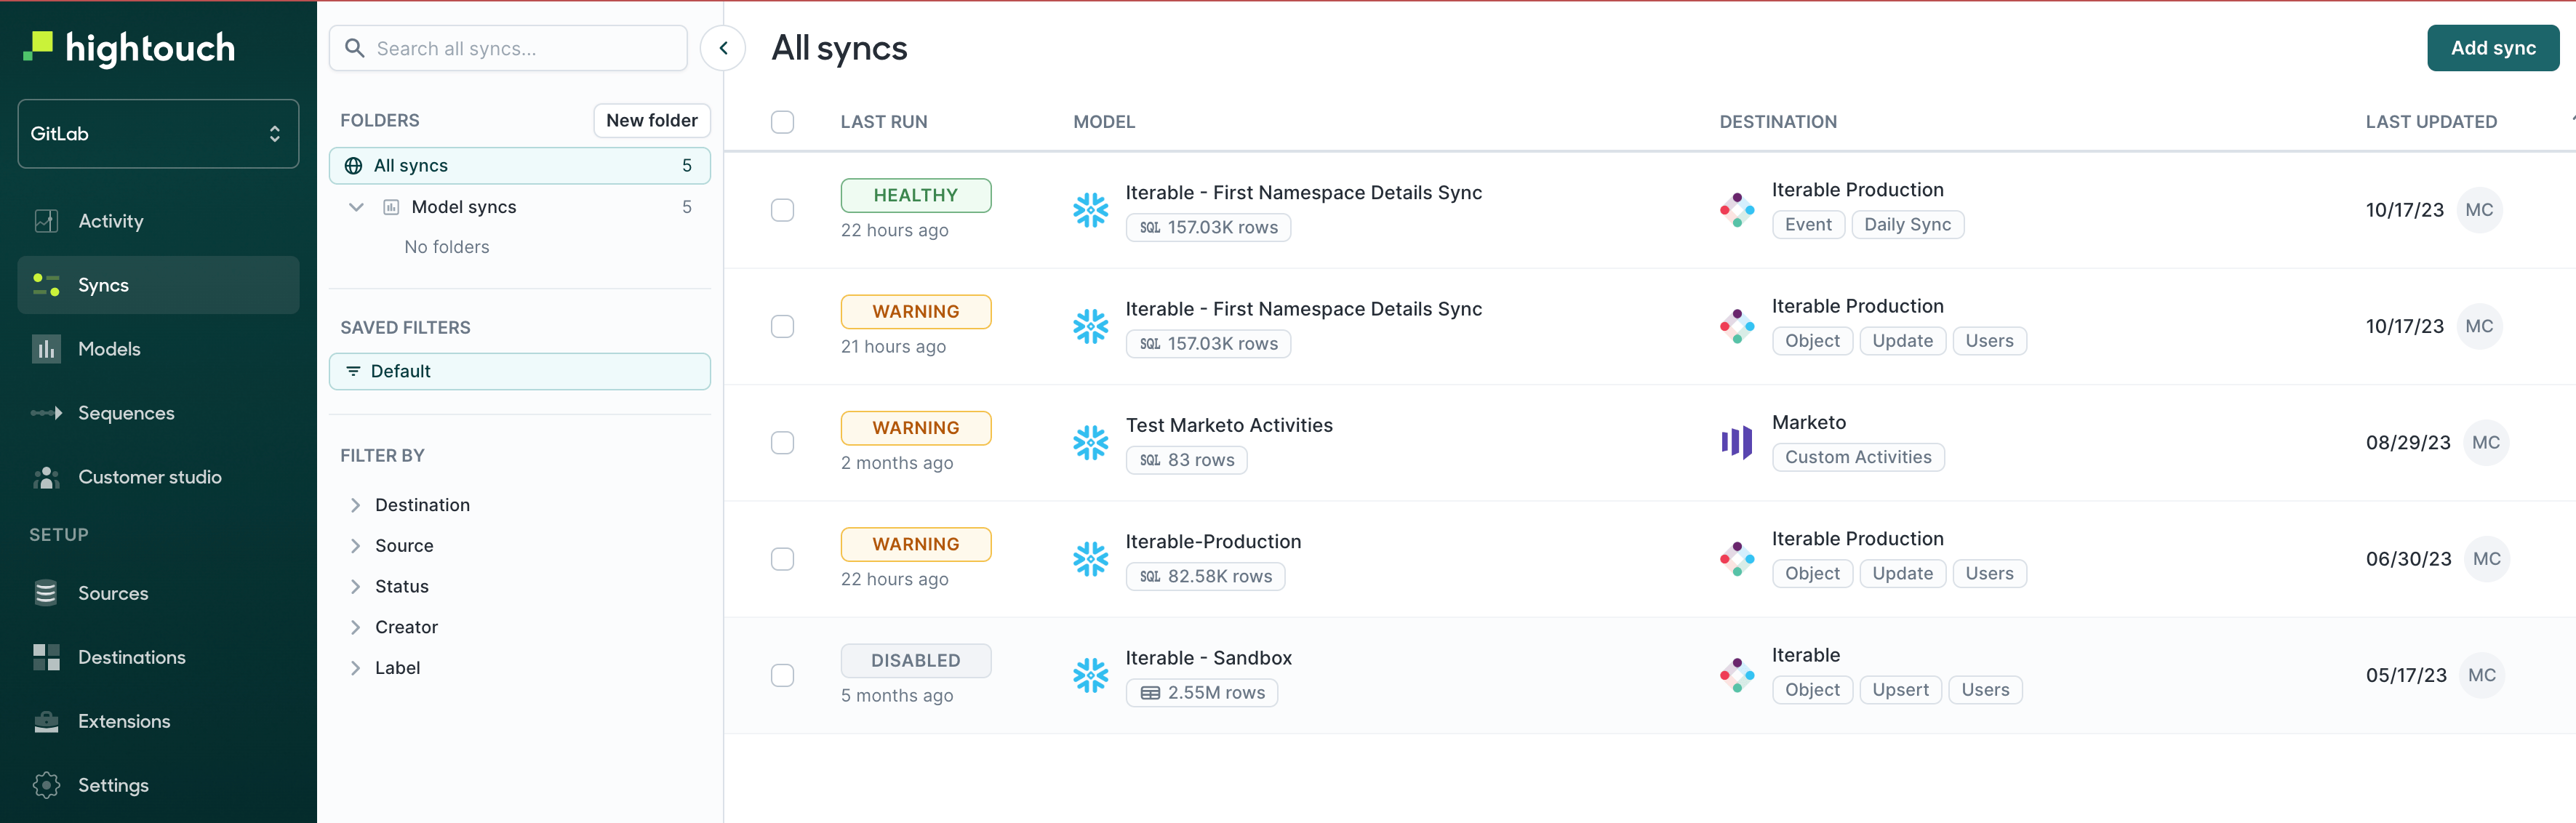 hightouch
GitLab
Activity
Syncs
Models
Sequences
Customer studio
SETUP
Sources
Destinations
Extensions
Settings
Search all syncs...
FOLDERS
New folder
All syncs 5
Model syncs 5
No folders
SAVED FILTERS
Default
FILTER BY
Destination
Source
Status
Creator
Label
All syncs
Add sync
LAST RUN MODEL DESTINATION LAST UPDATED
HEALTHY
22 hours ago
Iterable - First Namespace Details Sync
SQL 157.03K rows
Iterable Production
Event Daily Sync
10/17/23 MC
WARNING
21 hours ago
Iterable - First Namespace Details Sync
SQL 157.03K rows
Iterable Production
Object Update Users
10/17/23 MC
WARNING
2 months ago
Test Marketo Activities
SQL 83 rows
Marketo
Custom Activities
08/29/23 MC
WARNING
22 hours ago
Iterable-Production
SQL 82.58K rows
Iterable Production
Object Update Users
06/30/23 MC
DISABLED
5 months ago
Iterable - Sandbox
2.55M rows
Iterable
Object Upsert Users
05/17/23 MC